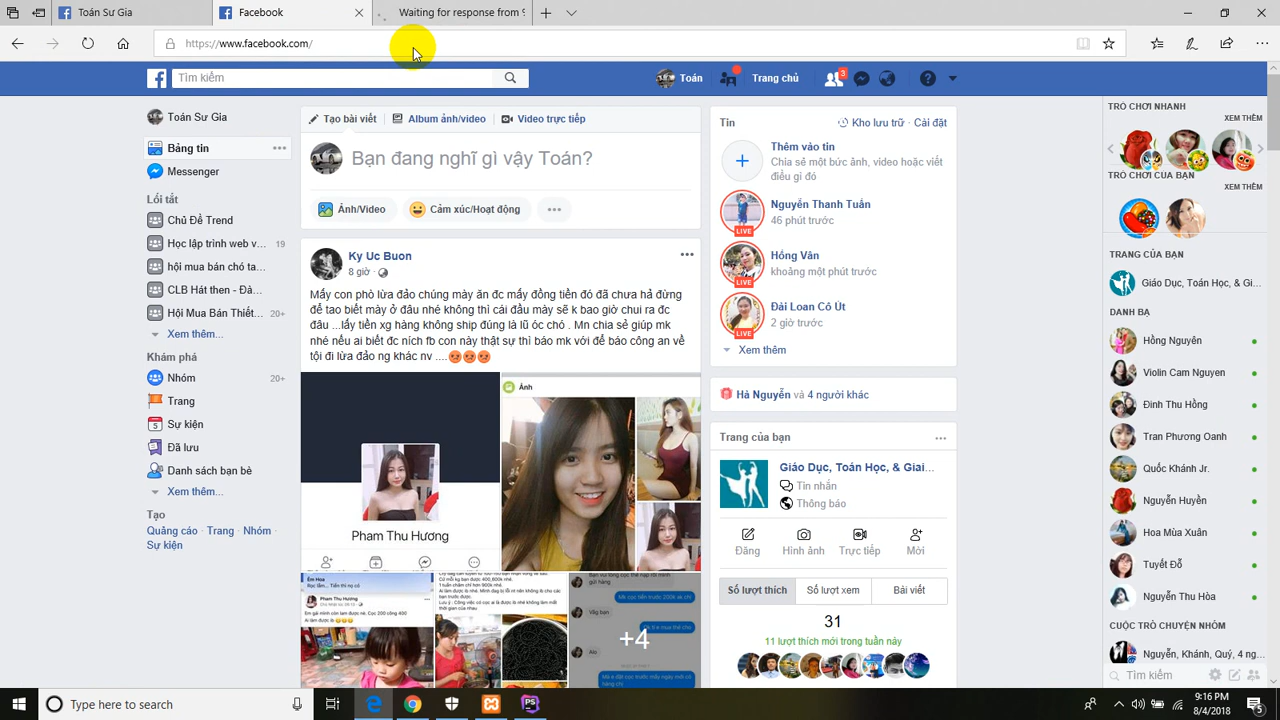 Toán Sư Gia
Facebook
Waiting for response from 9
https://www.facebook.com/
Tìm kiếm
Toán
Trang chủ
3
Toán Sư Gia
Bảng tin
Messenger
Lối tắt
Chủ Đề Trend
Học lập trình web v...
19
hội mua bán chó ta...
CLB Hát then - Đà...
Hội Mua Bán Thiết...
20+
Xem thêm...
Khám phá
Nhóm
20+
Trang
Sự kiện
Đã lưu
Danh sách bạn bè
Xem thêm...
Tạo
Quảng cáo · Trang · Nhóm ·
Sự kiện
Tạo bài viết
Album ảnh/video
Video trực tiếp
Bạn đang nghĩ gì vậy Toán?
Ảnh/Video
Cảm xúc/Hoạt động
Ky Uc Buon
8 giờ ·
Mấy con phò lừa đảo chúng mày ăn đc mấy đồng tiền đó đã chưa hả đừng
để tao biết mày ở đâu nhé không thì cái đầu mày sẽ k bao giờ chui ra đc
đâu ...lấy tiền xg hàng không ship đúng là lũ óc chó . Mn chia sẻ giúp mk
nhé nếu ai biết đc ních fb con này thật sự thì báo mk với để báo công an về
tội đi lừa đảo ng khác nv ....
Ảnh
Pham Thu Hương
Em Hoa
Pham Thu Hương
+4
Tin
Kho lưu trữ · Cài đặt
Thêm vào tin
Chia sẻ một bức ảnh, video hoặc viết
điều gì đó
Nguyễn Thanh Tuấn
46 phút trước
LIVE
Hồng Vân
khoảng một phút trước
LIVE
Đài Loan Cô Út
2 giờ trước
LIVE
Xem thêm
Hà Nguyễn và 4 người khác
Trang của bạn
Giáo Dục, Toán Học, & Giai...
Tin nhắn
Thông báo
Đăng
Hình ảnh
Trực tiếp
Mời
Số lượt thích
Số lượt xem
Bài viết
31
11 lượt thích mới trong tuần này
TRÒ CHƠI NHANH
XEM THÊM
TRÒ CHƠI CỦA BẠN
XEM THÊM
TRANG CỦA BẠN
Giáo Dục, Toán Học, & Gi...
DANH BẠ
Hồng Nguyên
Violin Cam Nguyen
Đinh Thu Hồng
Tran Phương Oanh
Quốc Khánh Jr.
Nguyễn Huyền
Hoa Mùa Xuân
Tuyết Lê
Nguyễn Thu Hòa
CUỘC TRÒ CHUYỆN NHÓM
Nguyễn, Khánh, Quý, 4 ng...
Tìm kiếm
Type here to search
9:16 PM
8/4/2018